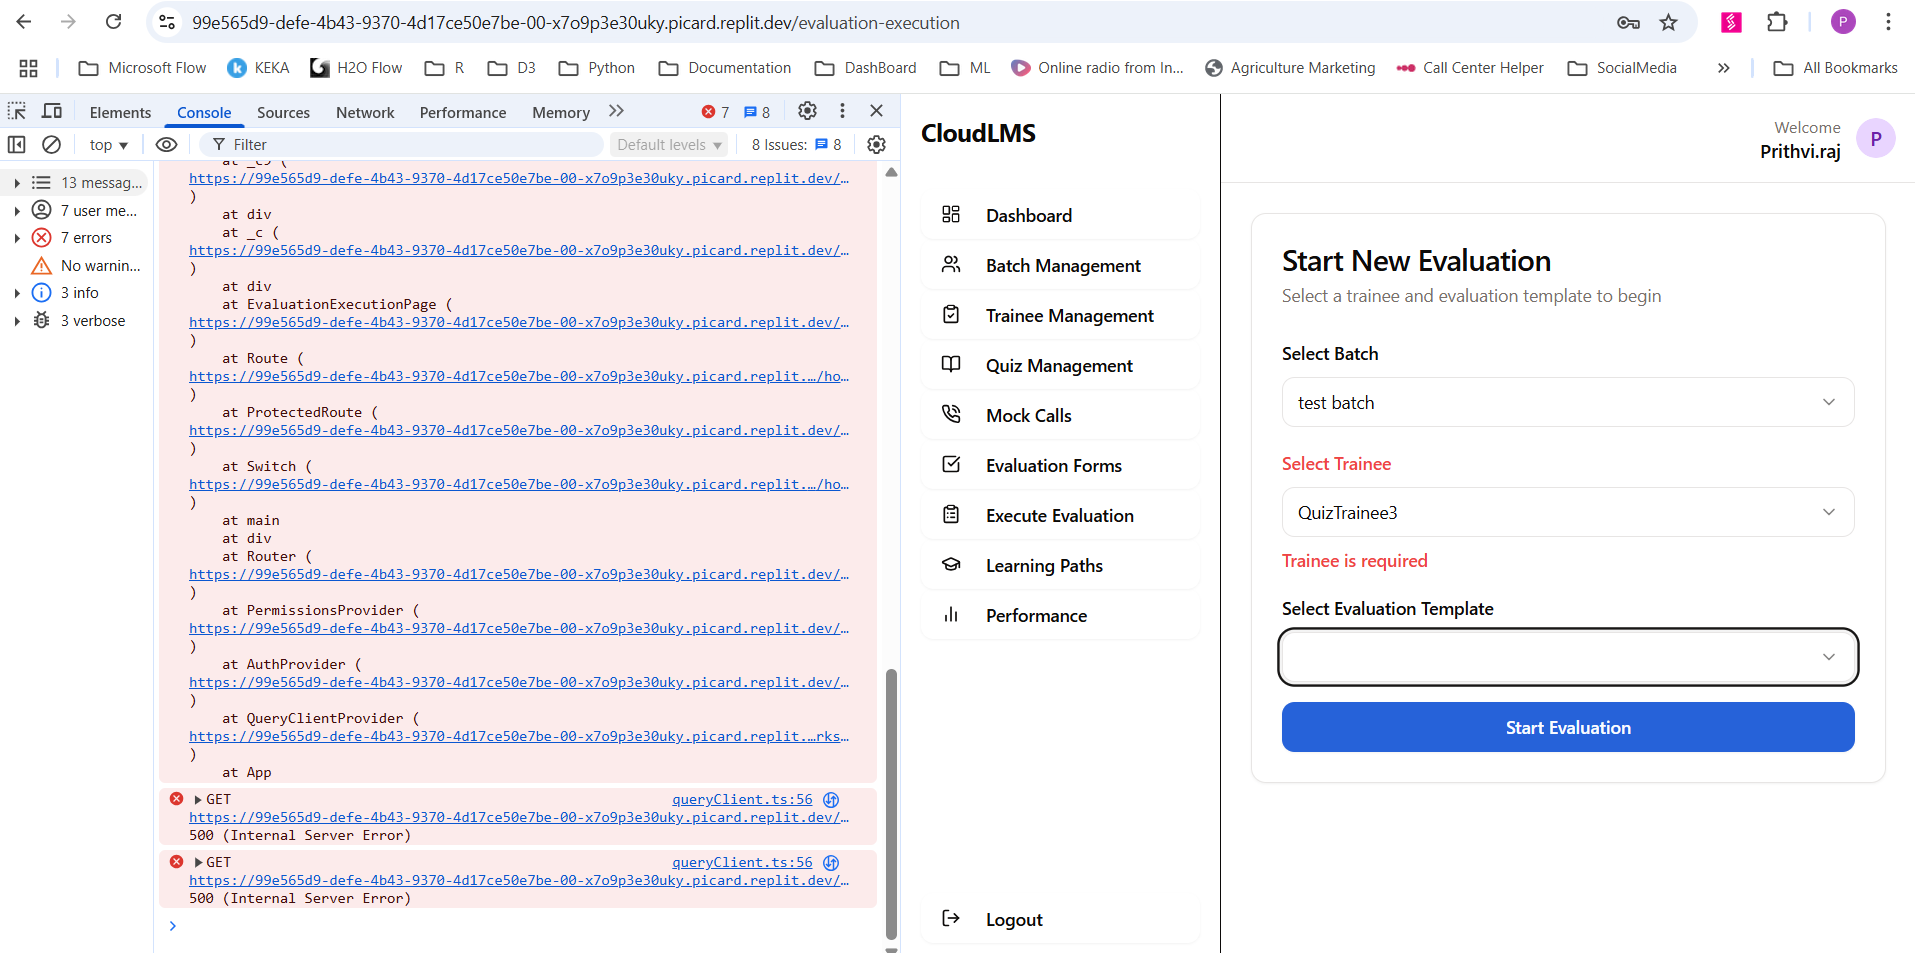 99e565d9-defe-4b43-9370-4d17ce50e7be-00-x7o9p3e30uky.picard.replit.dev/evaluation-execution
P
Microsoft Flow
KEKA
H2O Flow
R
D3
Python
Documentation
DashBoard
ML
Online radio from In...
Agriculture Marketing
Call Center Helper
SocialMedia
All Bookmarks
Elements
Console
Sources
Network
Performance
Memory
7
8
top
Filter
Default levels
8 Issues:
8
13 messag...
7 user me...
7 errors
No warnin...
3 info
3 verbose
https://99e565d9-defe-4b43-9370-4d17ce50e7be-00-x7o9p3e30uky.picard.replit.dev/…
)
at div
at _c (
https://99e565d9-defe-4b43-9370-4d17ce50e7be-00-x7o9p3e30uky.picard.replit.dev/…
)
at div
at EvaluationExecutionPage (
https://99e565d9-defe-4b43-9370-4d17ce50e7be-00-x7o9p3e30uky.picard.replit.dev/…
)
at Route (
https://99e565d9-defe-4b43-9370-4d17ce50e7be-00-x7o9p3e30uky.picard.replit.…/ho…
)
at ProtectedRoute (
https://99e565d9-defe-4b43-9370-4d17ce50e7be-00-x7o9p3e30uky.picard.replit.dev/…
)
at Switch (
https://99e565d9-defe-4b43-9370-4d17ce50e7be-00-x7o9p3e30uky.picard.replit.…/ho…
)
at main
at div
at Router (
https://99e565d9-defe-4b43-9370-4d17ce50e7be-00-x7o9p3e30uky.picard.replit.dev/…
)
at PermissionsProvider (
https://99e565d9-defe-4b43-9370-4d17ce50e7be-00-x7o9p3e30uky.picard.replit.dev/…
)
at AuthProvider (
https://99e565d9-defe-4b43-9370-4d17ce50e7be-00-x7o9p3e30uky.picard.replit.dev/…
)
at QueryClientProvider (
https://99e565d9-defe-4b43-9370-4d17ce50e7be-00-x7o9p3e30uky.picard.replit.…rks…
)
at App
GET
queryClient.ts:56
https://99e565d9-defe-4b43-9370-4d17ce50e7be-00-x7o9p3e30uky.picard.replit.dev/…
500 (Internal Server Error)
GET
queryClient.ts:56
https://99e565d9-defe-4b43-9370-4d17ce50e7be-00-x7o9p3e30uky.picard.replit.dev/…
500 (Internal Server Error)
CloudLMS
Dashboard
Batch Management
Trainee Management
Quiz Management
Mock Calls
Evaluation Forms
Execute Evaluation
Learning Paths
Performance
Logout
Welcome
Prithvi.raj
P
Start New Evaluation
Select a trainee and evaluation template to begin
Select Batch
test batch
Select Trainee
QuizTrainee3
Trainee is required
Select Evaluation Template
Start Evaluation